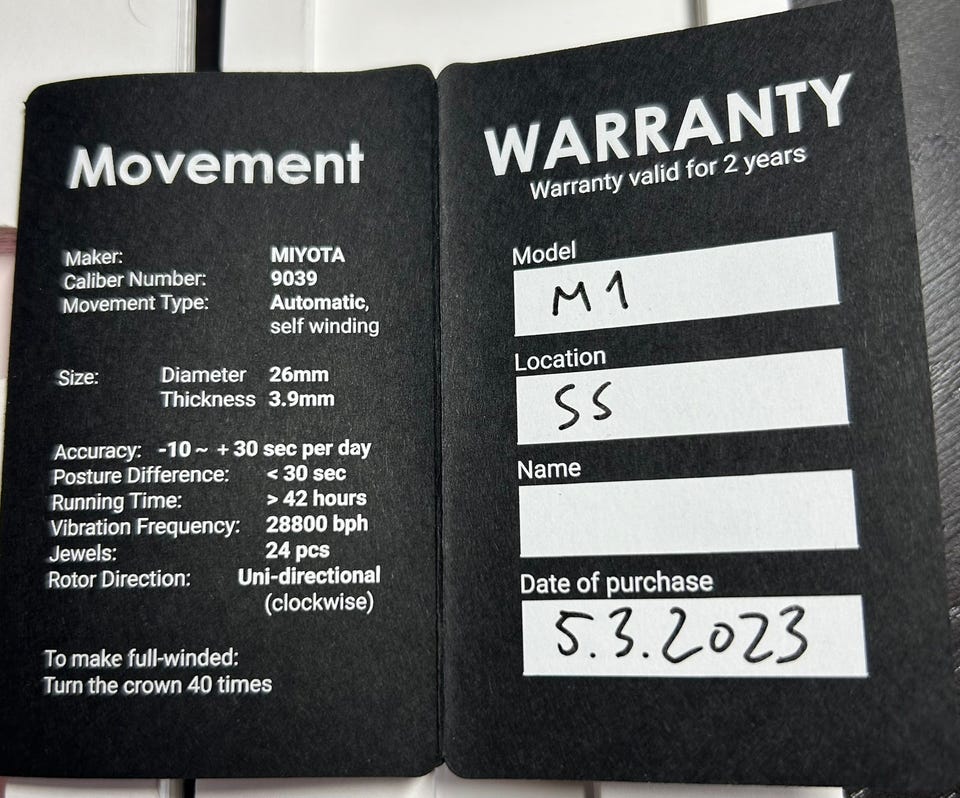 Movement
Maker: MIYOTA
Caliber Number: 9039
Movement Type: Automatic,
self winding
Size: Diameter 26mm
Thickness 3.9mm
Accuracy: -10 ~ + 30 sec per day
Posture Difference: < 30 sec
Running Time: > 42 hours
Vibration Frequency: 28800 bph
Jewels: 24 pcs
Rotor Direction: Uni-directional
(clockwise)
To make full-winded:
Turn the crown 40 times
WARRANTY
Warranty valid for 2 years
Model
M1
Location
SS
Name
Date of purchase
5.3.2023